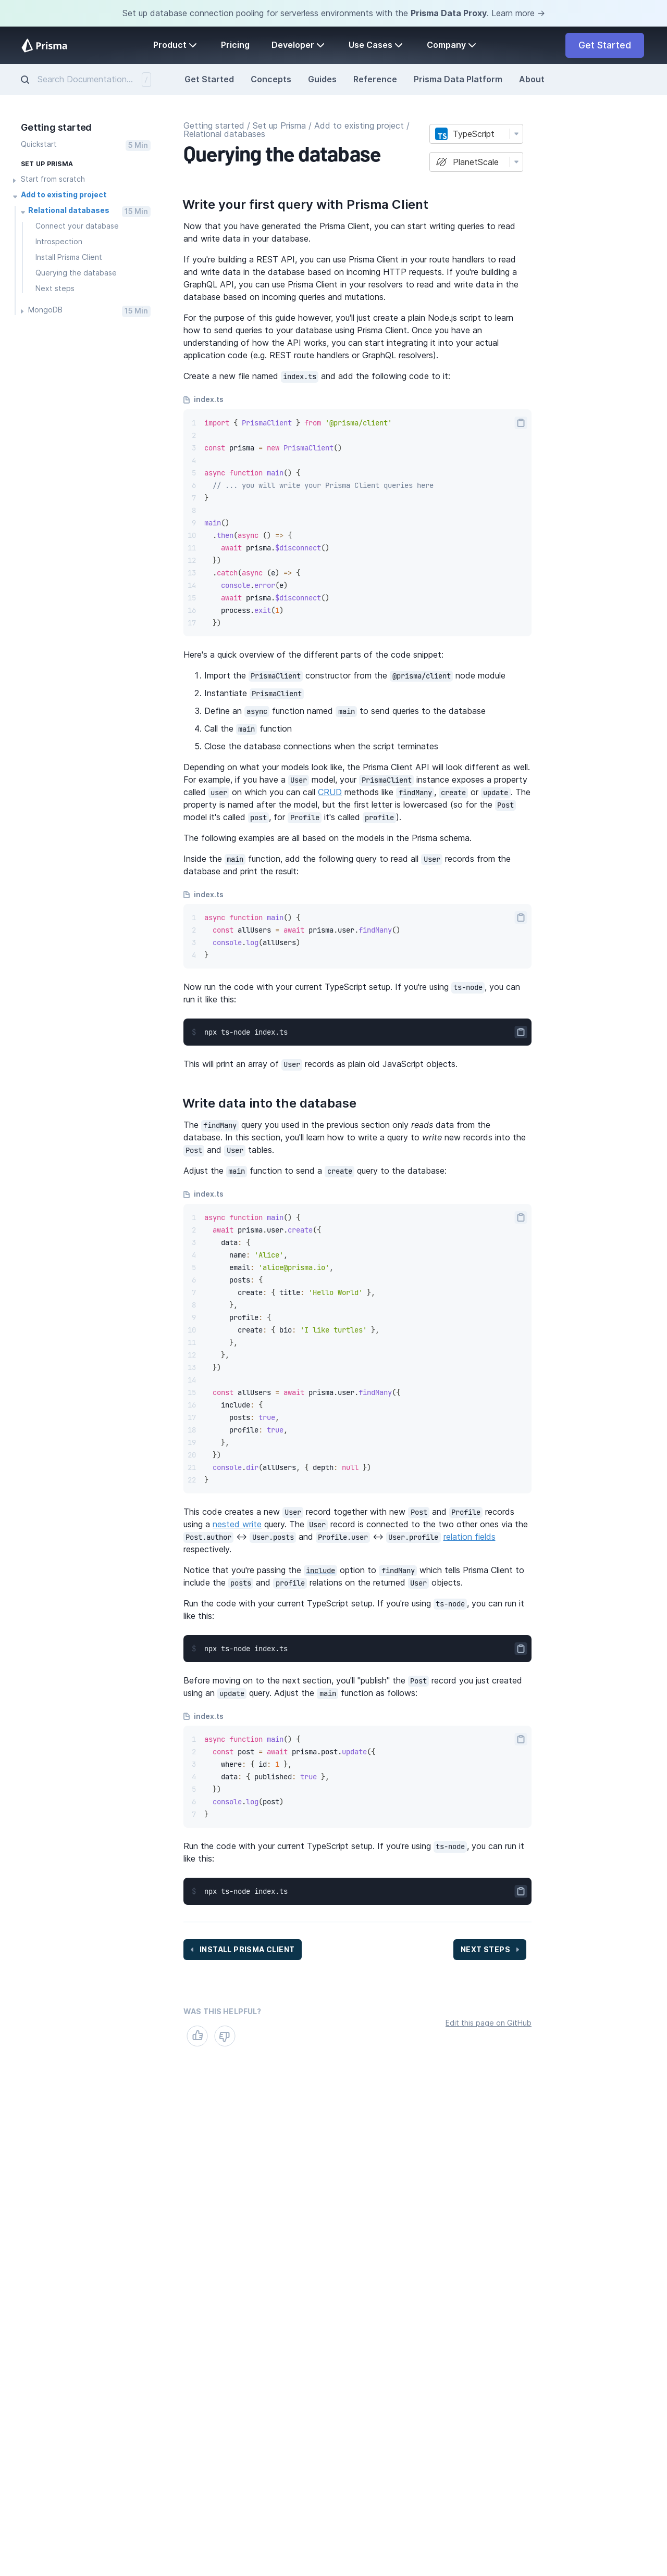 Set up database connection pooling for serverless environments with the Prisma Data Proxy. Learn more →
Prisma
Product
Pricing
Developer
Use Cases
Company
Get Started
Search Documentation... /
Get Started
Concepts
Guides
Reference
Prisma Data Platform
About
Getting started
Quickstart 5 Min
SET UP PRISMA
Start from scratch
Add to existing project
Relational databases 15 Min
Connect your database
Introspection
Install Prisma Client
Querying the database
Next steps
MongoDB 15 Min
Getting started / Set up Prisma / Add to existing project /
Relational databases
Querying the database
TS TypeScript
PlanetScale
Write your first query with Prisma Client
Now that you have generated the Prisma Client, you can start writing queries to read
and write data in your database.
If you're building a REST API, you can use Prisma Client in your route handlers to read
and write data in the database based on incoming HTTP requests. If you're building a
GraphQL API, you can use Prisma Client in your resolvers to read and write data in the
database based on incoming queries and mutations.
For the purpose of this guide however, you'll just create a plain Node.js script to learn
how to send queries to your database using Prisma Client. Once you have an
understanding of how the API works, you can start integrating it into your actual
application code (e.g. REST route handlers or GraphQL resolvers).
Create a new file named index.ts and add the following code to it:
index.ts
1 import { PrismaClient } from '@prisma/client'
2
3 const prisma = new PrismaClient()
4
5 async function main() {
6 // ... you will write your Prisma Client queries here
7 }
8
9 main()
10 .then(async () => {
11 await prisma.$disconnect()
12 })
13 .catch(async (e) => {
14 console.error(e)
15 await prisma.$disconnect()
16 process.exit(1)
17 })
Here's a quick overview of the different parts of the code snippet:
1. Import the PrismaClient constructor from the @prisma/client node module
2. Instantiate PrismaClient
3. Define an async function named main to send queries to the database
4. Call the main function
5. Close the database connections when the script terminates
Depending on what your models look like, the Prisma Client API will look different as well.
For example, if you have a User model, your PrismaClient instance exposes a property
called user on which you can call CRUD methods like findMany, create or update. The
property is named after the model, but the first letter is lowercased (so for the Post
model it's called post, for Profile it's called profile).
The following examples are all based on the models in the Prisma schema.
Inside the main function, add the following query to read all User records from the
database and print the result:
index.ts
1 async function main() {
2 const allUsers = await prisma.user.findMany()
3 console.log(allUsers)
4 }
Now run the code with your current TypeScript setup. If you're using ts-node, you can
run it like this:
$ npx ts-node index.ts
This will print an array of User records as plain old JavaScript objects.
Write data into the database
The findMany query you used in the previous section only reads data from the
database. In this section, you'll learn how to write a query to write new records into the
Post and User tables.
Adjust the main function to send a create query to the database:
index.ts
1 async function main() {
2 await prisma.user.create({
3 data: {
4 name: 'Alice',
5 email: 'alice@prisma.io',
6 posts: {
7 create: { title: 'Hello World' },
8 },
9 profile: {
10 create: { bio: 'I like turtles' },
11 },
12 },
13 })
14
15 const allUsers = await prisma.user.findMany({
16 include: {
17 posts: true,
18 profile: true,
19 },
20 })
21 console.dir(allUsers, { depth: null })
22 }
This code creates a new User record together with new Post and Profile records
using a nested write query. The User record is connected to the two other ones via the
Post.author ↔ User.posts and Profile.user ↔ User.profile relation fields
respectively.
Notice that you're passing the include option to findMany which tells Prisma Client to
include the posts and profile relations on the returned User objects.
Run the code with your current TypeScript setup. If you're using ts-node, you can run it
like this:
$ npx ts-node index.ts
Before moving on to the next section, you'll "publish" the Post record you just created
using an update query. Adjust the main function as follows:
index.ts
1 async function main() {
2 const post = await prisma.post.update({
3 where: { id: 1 },
4 data: { published: true },
5 })
6 console.log(post)
7 }
Run the code with your current TypeScript setup. If you're using ts-node, you can run it
like this:
$ npx ts-node index.ts
INSTALL PRISMA CLIENT
NEXT STEPS
WAS THIS HELPFUL?
Edit this page on GitHub